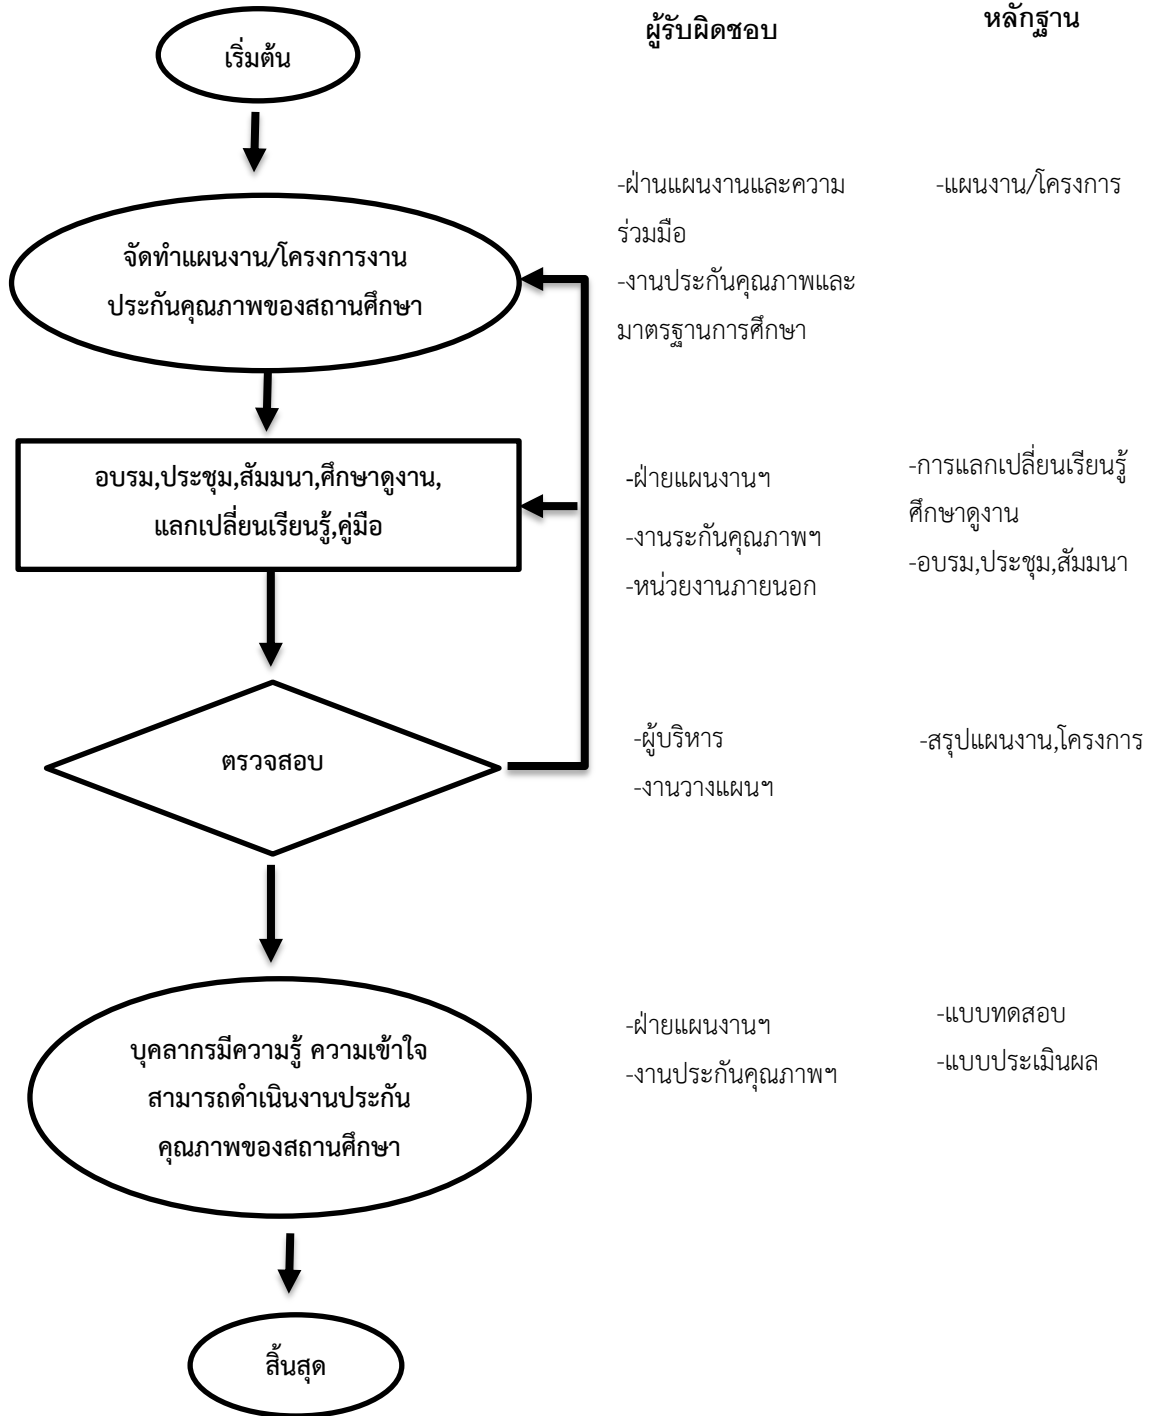 ผู้รับผิดชอบ
หลักฐาน
เริ่มต้น
จัดทำแผนงาน/โครงการงาน
ประกันคุณภาพของสถานศึกษา
-ฝ่านแผนงานและความ
ร่วมมือ
-งานประกันคุณภาพและ
มาตรฐานการศึกษา
-แผนงาน/โครงการ
อบรม,ประชุม,สัมมนา,ศึกษาดูงาน,
แลกเปลี่ยนเรียนรู้,คู่มือ
-ฝ่ายแผนงานฯ
-งานระกันคุณภาพฯ
-หน่วยงานภายนอก
-การแลกเปลี่ยนเรียนรู้
ศึกษาดูงาน
-อบรม,ประชุม,สัมมนา
ตรวจสอบ
-ผู้บริหาร
-งานวางแผนฯ
-สรุปแผนงาน,โครงการ
บุคลากรมีความรู้ ความเข้าใจ
สามารถดำเนินงานประกัน
คุณภาพของสถานศึกษา
-ฝ่ายแผนงานฯ
-งานประกันคุณภาพฯ
-แบบทดสอบ
-แบบประเมินผล
สิ้นสุด